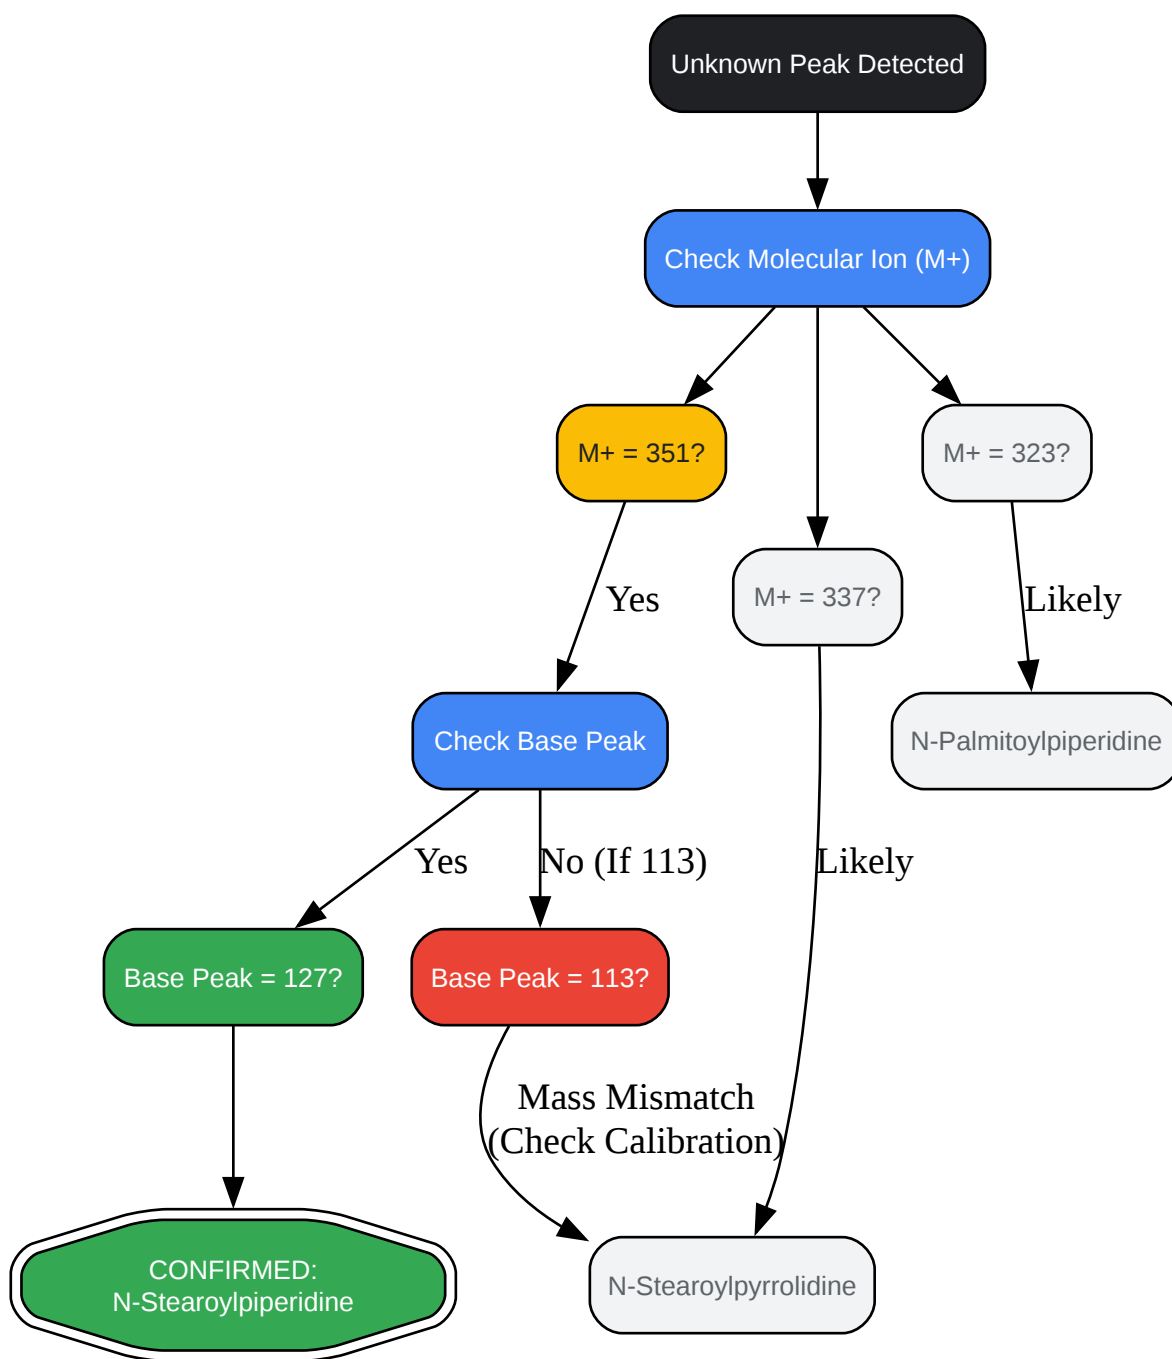 Unknown Peak Detected
Check Molecular Ion (M+)
M+ = 351?
M+ = 323?
M+ = 337?
Yes
Likely
Check Base Peak
N-Palmitoylpiperidine
Yes
No (If 113)
Likely
Base Peak = 127?
Base Peak = 113?
Mass Mismatch
(Check Calibration)
CONFIRMED:
N-Stearoylpiperidine
N-Stearoylpyrrolidine